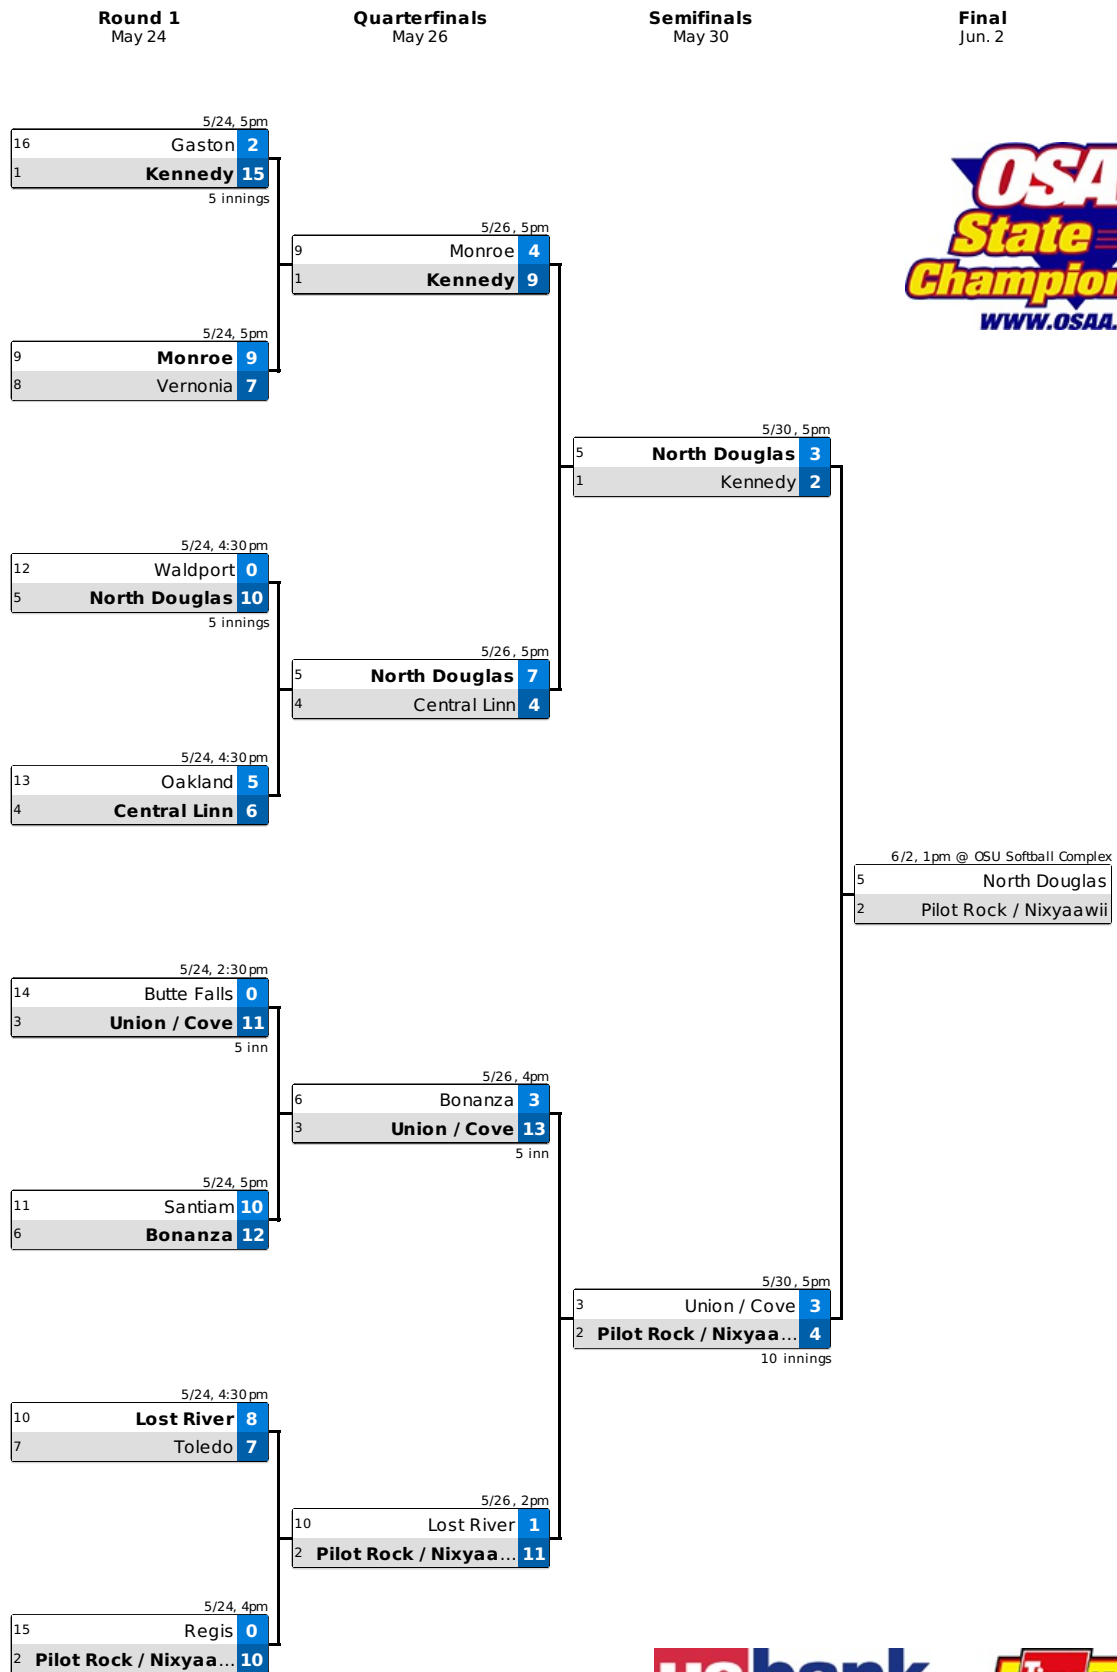 Round 1
May 24
Quarterfinals
May 26
Semifinals
May 30
Final
Jun. 2
5/24, 5pm
16 Gaston 2
1 Kennedy 15
5 innings
5/26, 5pm
9 Monroe 4
1 Kennedy 9
OSA
State
Champion
WWW.OSAA.
5/24, 5pm
9 Monroe 9
8 Vernonia 7
5/30, 5pm
5 North Douglas 3
1 Kennedy 2
5/24, 4:30pm
12 Waldport 0
5 North Douglas 10
5 innings
5/26, 5pm
5 North Douglas 7
4 Central Linn 4
5/24, 4:30pm
13 Oakland 5
4 Central Linn 6
6/2, 1pm @ OSU Softball Complex
5 North Douglas
2 Pilot Rock / Nixyaawii
5/24, 2:30pm
14 Butte Falls 0
3 Union / Cove 11
5 inn
5/26, 4pm
6 Bonanza 3
3 Union / Cove 13
5 inn
5/24, 5pm
11 Santiam 10
6 Bonanza 12
5/30, 5pm
3 Union / Cove 3
2 Pilot Rock / Nixyaa... 4
10 innings
5/24, 4:30pm
10 Lost River 8
7 Toledo 7
5/26, 2pm
10 Lost River 1
2 Pilot Rock / Nixyaa... 11
5/24, 4pm
15 Regis 0
2 Pilot Rock / Nixyaa... 10
usbank